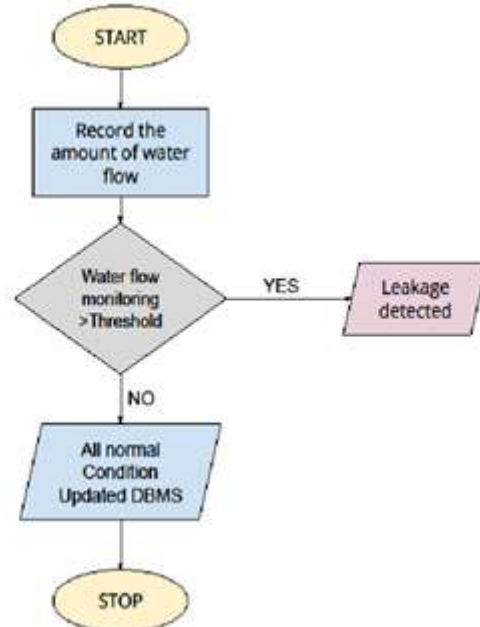 START
Record the
amount of water
flow
Water flow
monitoring
>Threshold
YES
Leakage
detected
NO
All normal
Condition
Updated DBMS
STOP